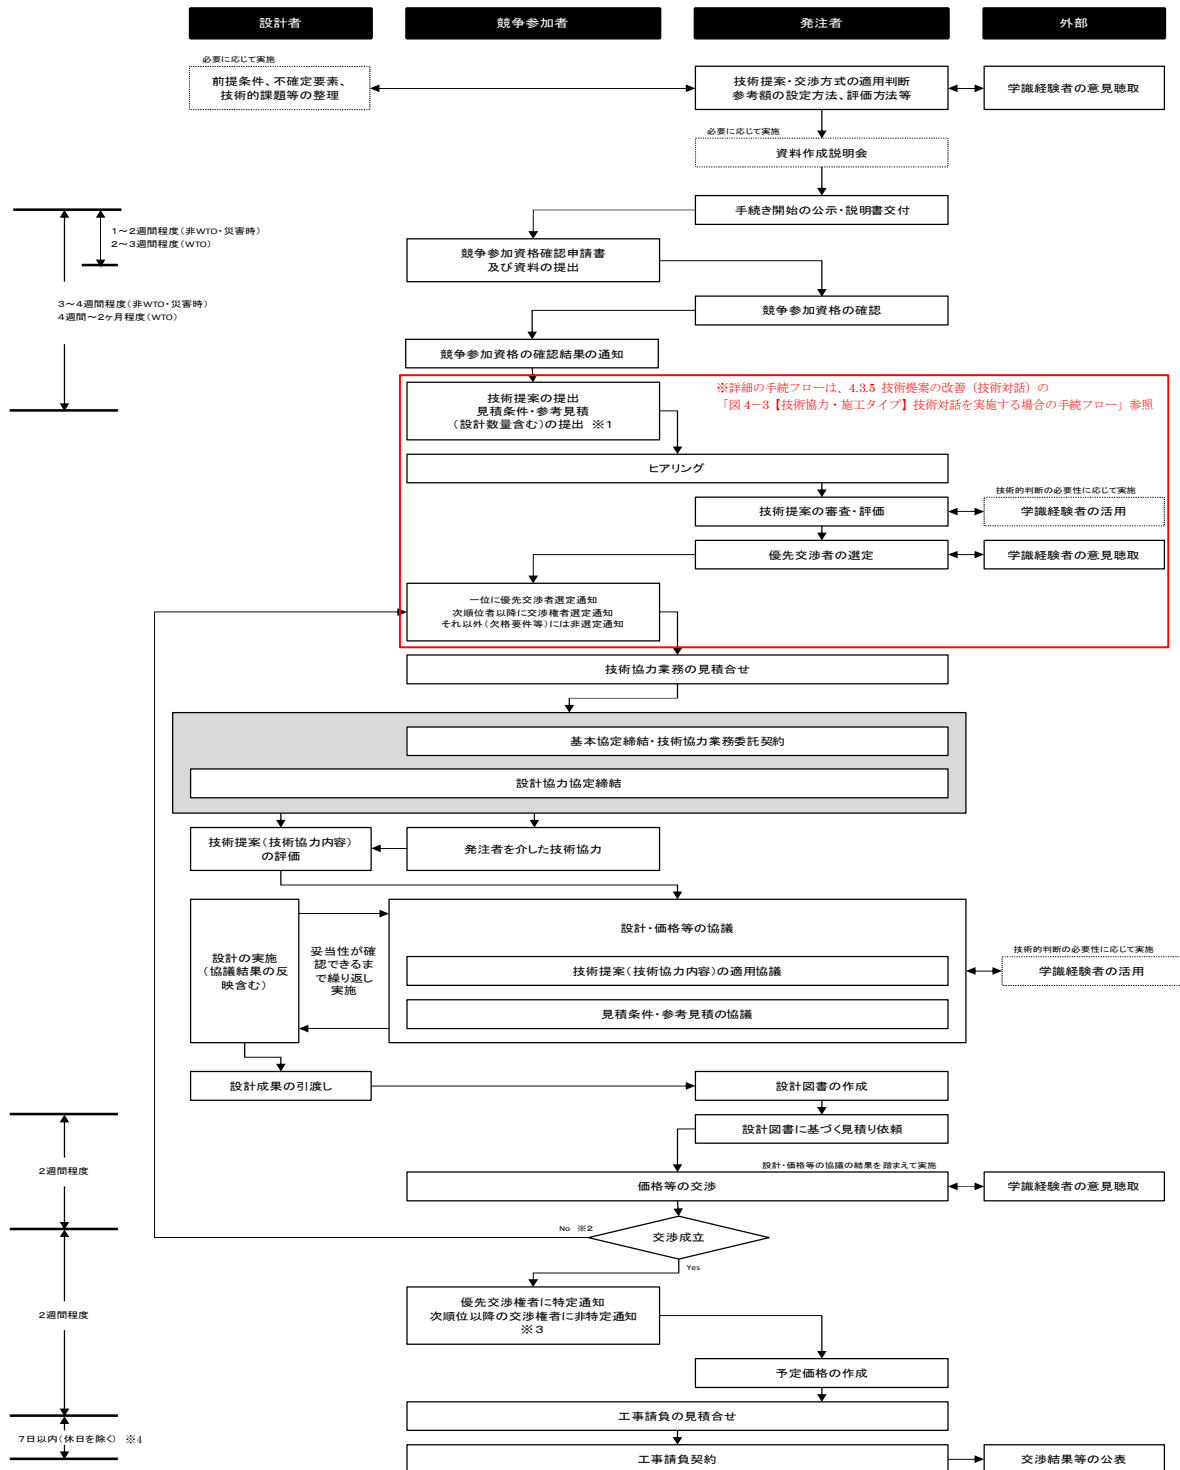 設計者
競争参加者
発注者
外部
必要に応じて実施
前提条件、不確定要素、
技術的課題等の整理
技術提案・交渉方式の適用判断
参考額の設定方法、評価方法等
学識経験者の意見聴取
必要に応じて実施
資料作成説明会
手続き開始の公示・説明書交付
1～2週間程度(非WTO・災害時)
2～3週間程度(WTO)
競争参加資格確認申請書
及び資料の提出
3～4週間程度(非WTO・災害時)
4週間～2ヶ月程度(WTO)
競争参加資格の確認
競争参加資格の確認結果の通知
※詳細の手続フローは、4.3.5 技術提案の改善（技術対話）の
「図 4－3【技術協力・施工タイプ】技術対話を実施する場合の手続フロー」参照
技術提案の提出
見積条件・参考見積
(設計数量含む)の提出 ※1
ヒアリング
技術的判断の必要性に応じて実施
技術提案の審査・評価
学識経験者の活用
優先交渉者の選定
学識経験者の意見聴取
一位に優先交渉者選定通知
次順位者以降に交渉権者選定通知
それ以外(欠格要件等)には非選定通知
技術協力業務の見積合せ
基本協定締結・技術協力業務委託契約
設計協力協定締結
技術提案(技術協力内容)
の評価
発注者を介した技術協力
設計の実施
(協議結果の反
映含む)
妥当性が確
認できるま
で繰り返し
実施
設計・価格等の協議
技術提案(技術協力内容)の適用協議
見積条件・参考見積の協議
技術的判断の必要性に応じて実施
学識経験者の活用
設計成果の引渡し
設計図書の作成
設計図書に基づく見積り依頼
2週間程度
設計・価格等の協議の結果を踏まえて実施
価格等の交渉
学識経験者の意見聴取
No ※2
交渉成立
Yes
2週間程度
優先交渉権者に特定通知
次順位以降の交渉権者に非特定通知
※3
予定価格の作成
工事請負の見積合せ
7日以内(休日を除く) ※4
工事請負契約
交渉結果等の公表